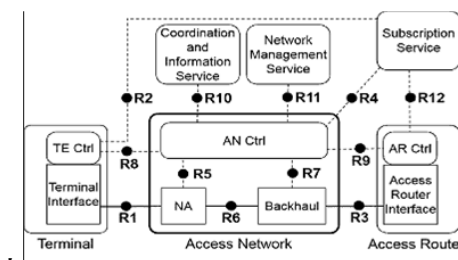 Coordination
and
Information
Service
Network
Management
Service
Subscription
Service
R2
R10
R11
R4
R12
TE Ctrl
R8
AN Ctrl
R9
AR Ctrl
R5
R7
Terminal
Interface
NA
Backhaul
Access
Router
Interface
R1
R6
R3
Terminal
Access Network
Access Route